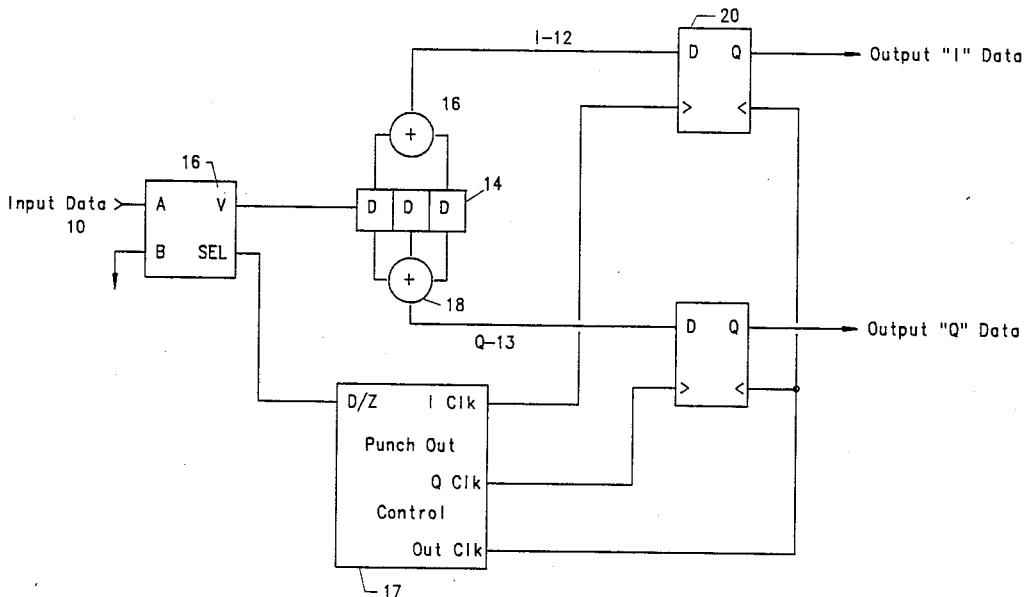 20
I-12
D Q
Output "I" Data
> <
16
+
16
14
Input Data
10
A V
B SEL
D D D
+
18
Q-13
D Q
Output "Q" Data
> <
D/Z I Clk
Punch Out
Q Clk
Control
Out Clk
17